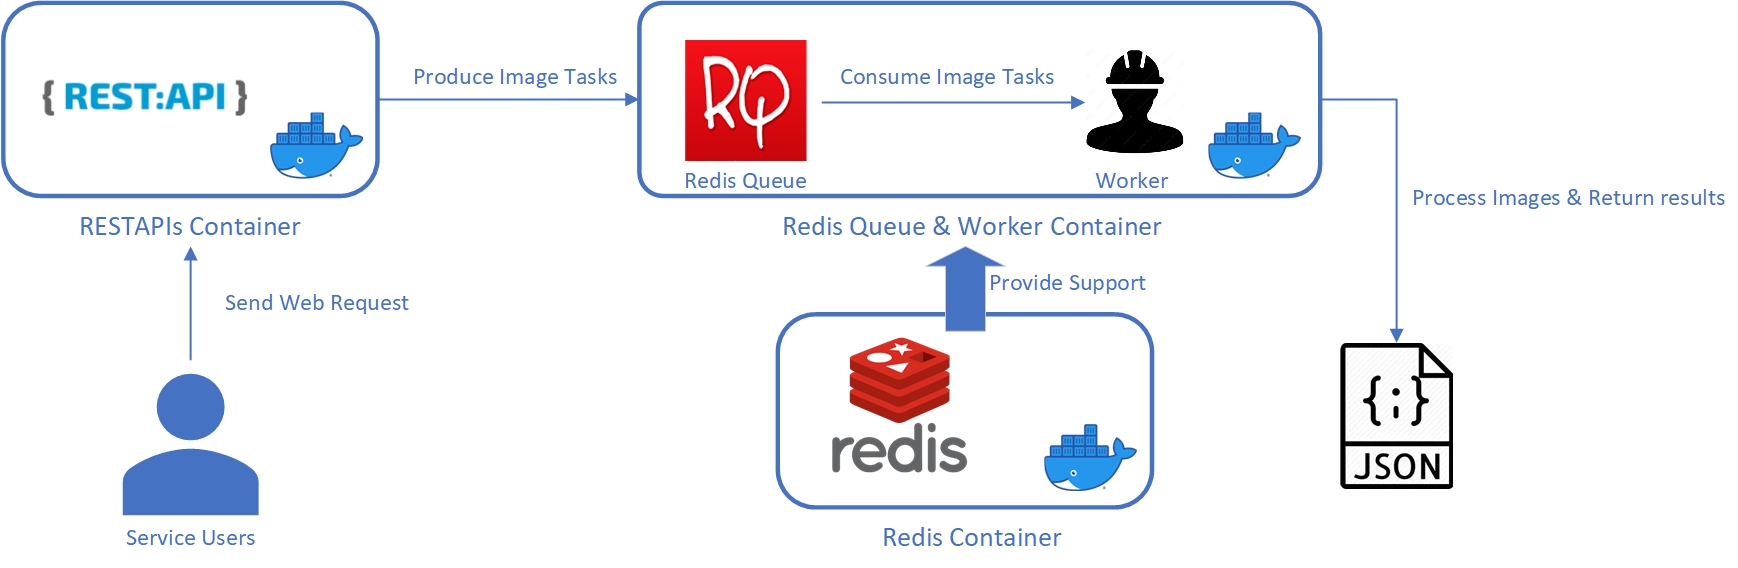 { REST:API }
Produce Image Tasks
RQ
Consume Image Tasks
Redis Queue
Worker
RESTAPIs Container
Redis Queue & Worker Container
Process Images & Return results
Send Web Request
Provide Support
redis
{;}
JSON
Service Users
Redis Container